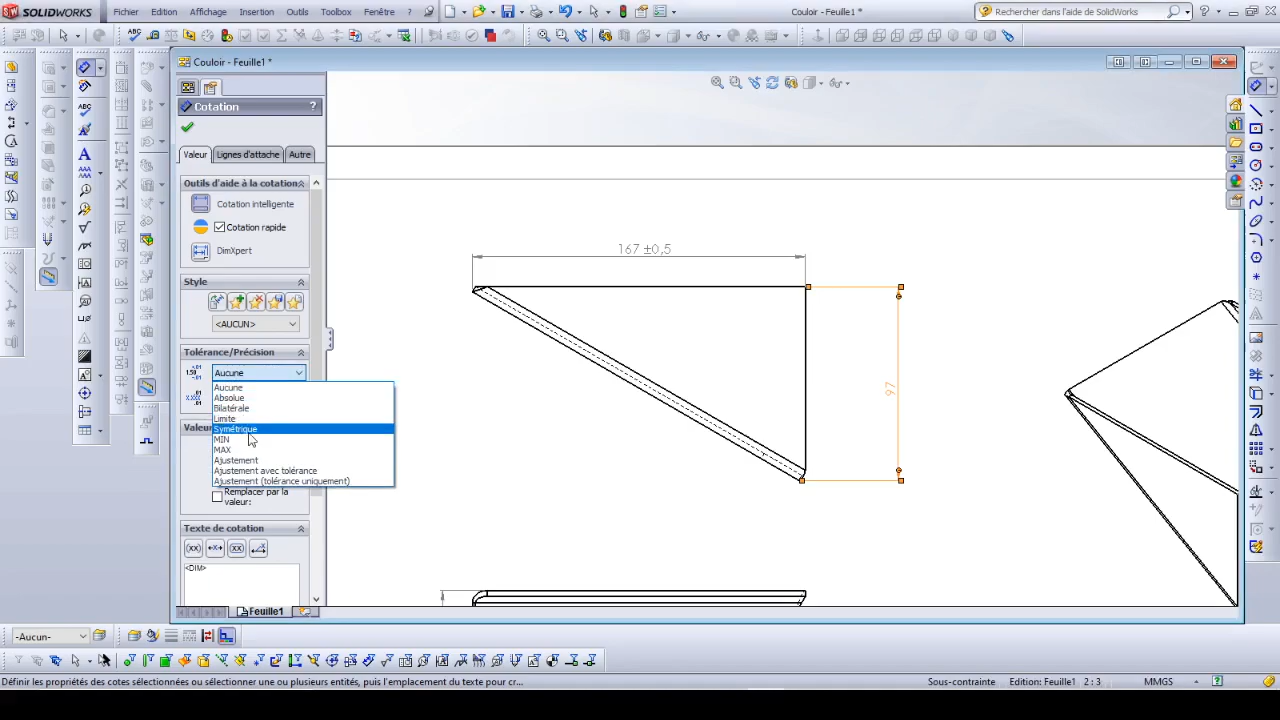 SOLIDWORKS
Fichier Edition Affichage Insertion Outils Toolbox Fenêtre ?
Couloir - Feuille1 *
Rechercher dans l'aide de SolidWorks
?
Couloir - Feuille1 *
Cotation ?
Valeur Lignes d'attache Autre
Outils d'aide à la cotation
Cotation intelligente
Cotation rapide
DimXpert
Style
<AUCUN>
Tolérance/Précision
Aucune
Aucune
Absolue
Bilatérale
Limite
Symétrique
MIN
MAX
Ajustement
Ajustement avec tolérance
Ajustement (tolérance uniquement)
Valeu
Remplacer par la
valeur:
Texte de cotation
<DIM>
167 ±0,5
97
Feuille1
-Aucun-
Définir les propriétés des cotes sélectionnées ou sélectionner une ou plusieurs entités, puis l'emplacement du texte pour cr...
Sous-contrainte Edition: Feuille1 2 : 3 MMGS